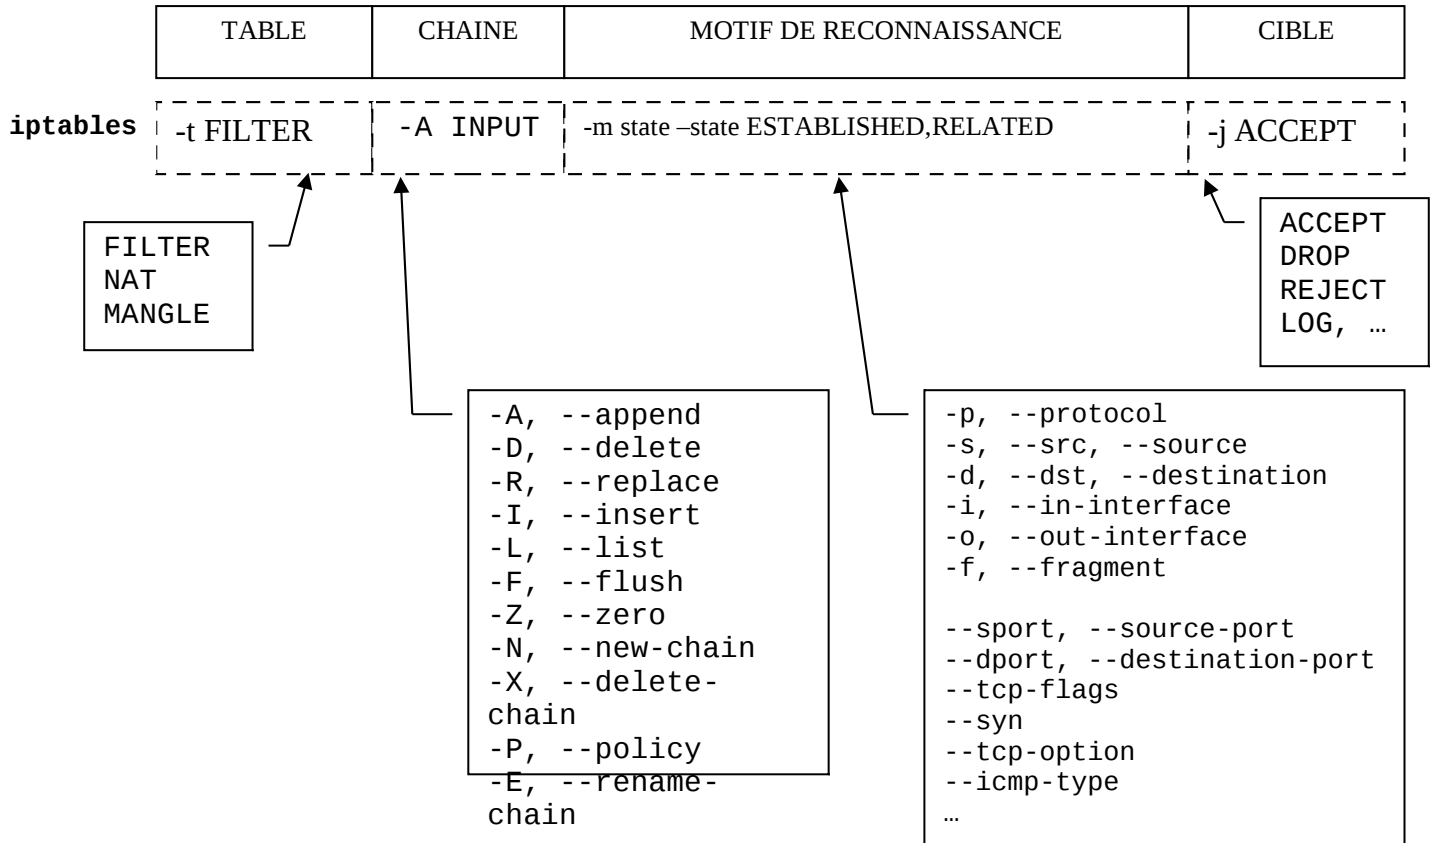 TABLE CHAINE MOTIF DE RECONNAISSANCE CIBLE
iptables -t FILTER -A INPUT -m state –state ESTABLISHED,RELATED -j ACCEPT
FILTER
NAT
MANGLE
ACCEPT
DROP
REJECT
LOG, …
-A, --append
-D, --delete
-R, --replace
-I, --insert
-L, --list
-F, --flush
-Z, --zero
-N, --new-chain
-X, --delete-
chain
-P, --policy
-E, --rename-
chain
-p, --protocol
-s, --src, --source
-d, --dst, --destination
-i, --in-interface
-o, --out-interface
-f, --fragment
--sport, --source-port
--dport, --destination-port
--tcp-flags
--syn
--tcp-option
--icmp-type
…